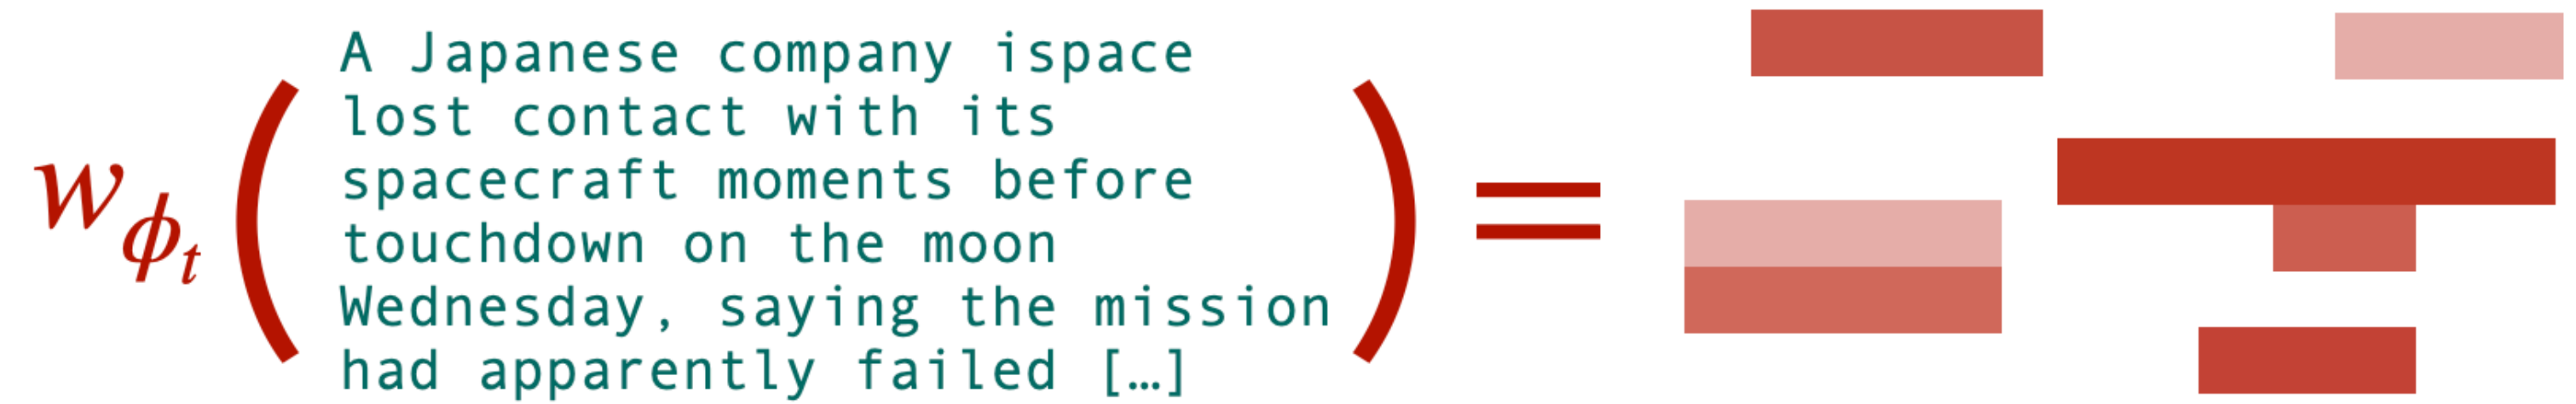 w_{ϕ_t} ( A Japanese company ispace
lost contact with its
spacecraft moments before
touchdown on the moon
Wednesday, saying the mission
had apparently failed […] ) =